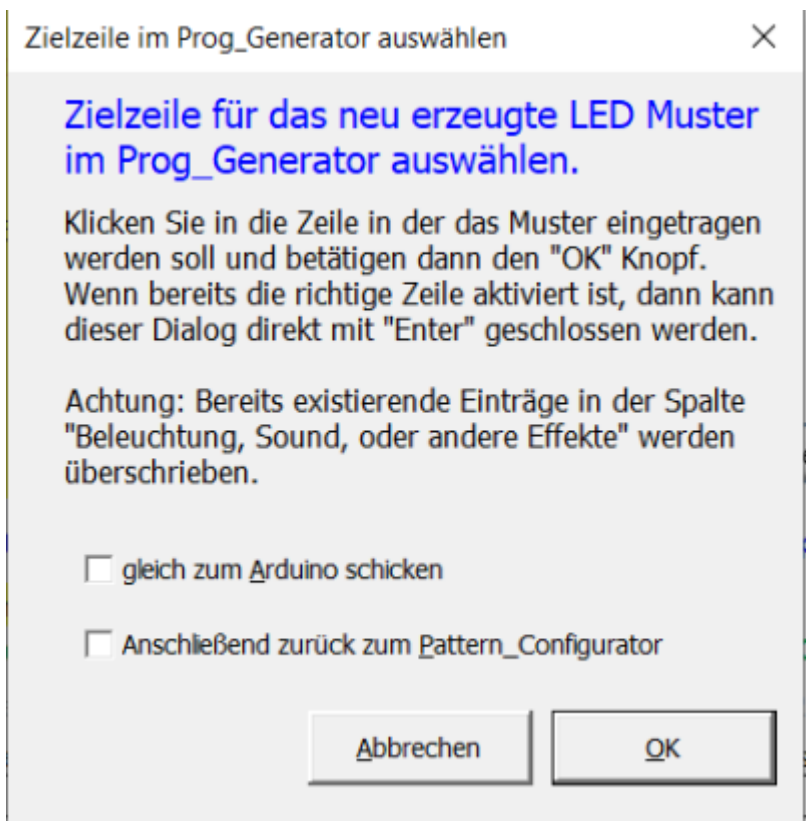 Zielzeile im Prog_Generator auswählen
Zielzeile für das neu erzeugte LED Muster
im Prog_Generator auswählen.
Klicken Sie in die Zeile in der das Muster eingetragen
werden soll und betätigen dann den "OK" Knopf.
Wenn bereits die richtige Zeile aktiviert ist, dann kann
dieser Dialog direkt mit "Enter" geschlossen werden.
Achtung: Bereits existierende Einträge in der Spalte
"Beleuchtung, Sound, oder andere Effekte" werden
überschrieben.
gleich zum Arduino schicken
Anschließend zurück zum Pattern_Configurator
Abbrechen
OK